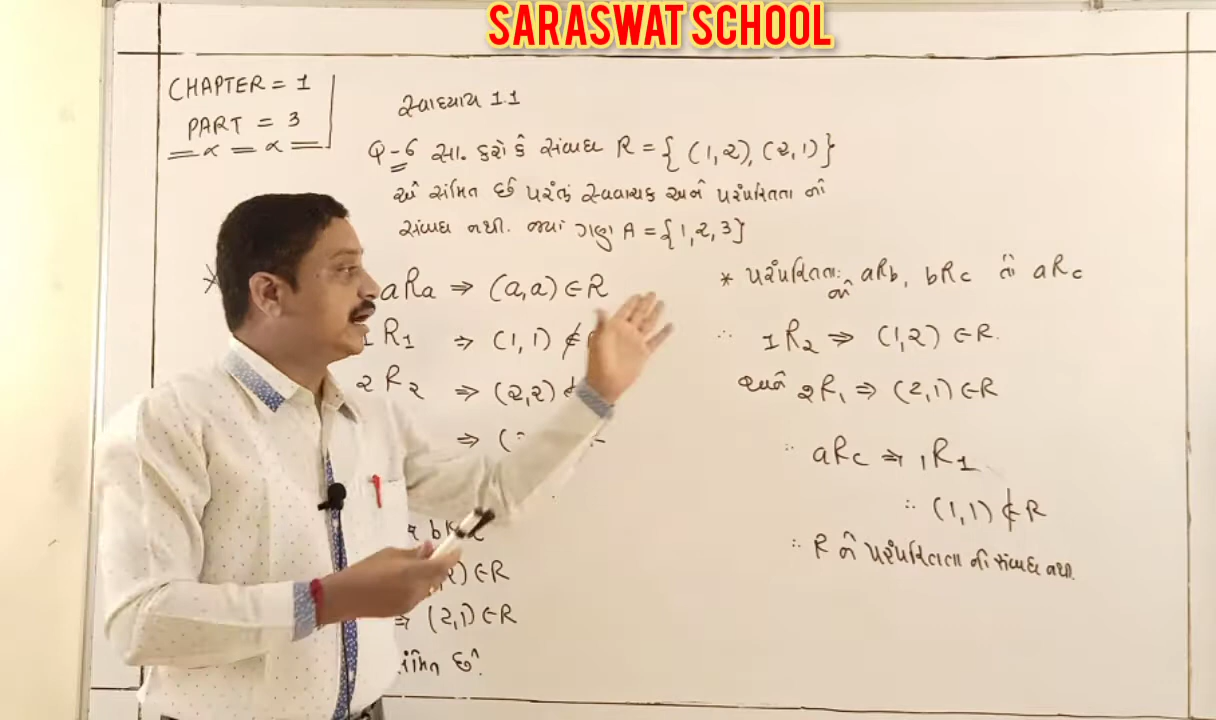 SARASWAT SCHOOL
CHAPTER = 1
PART = 3
સ્વાધ્યાય 1.1
Q-6 સા. કરો કે સંબંધ R = { (1,2), (2,1) }
એ સંમિત છે પરંતુ સ્વવાચક અને પરંપરિતતા નો
સંબંધ નથી. જ્યાં ગણ A = {1,2,3}
* aRa ⇒ (a,a) ∈ R
1R1 ⇒ (1,1) ∉
2R2 ⇒ (2,2)
⇒ (
) ∈ R
⇒ (2,1) ∈ R
સંમિત છે.
* પરંપરિતતા: જો aRb, bRc તો aRc
∴ 1R2 ⇒ (1,2) ∈ R.
અને 2R1 ⇒ (2,1) ∈ R
∴ aRc ⇒ 1R1
∴ (1,1) ∉ R
∴ R ને પરંપરિતતા નો સંબંધ નથી.